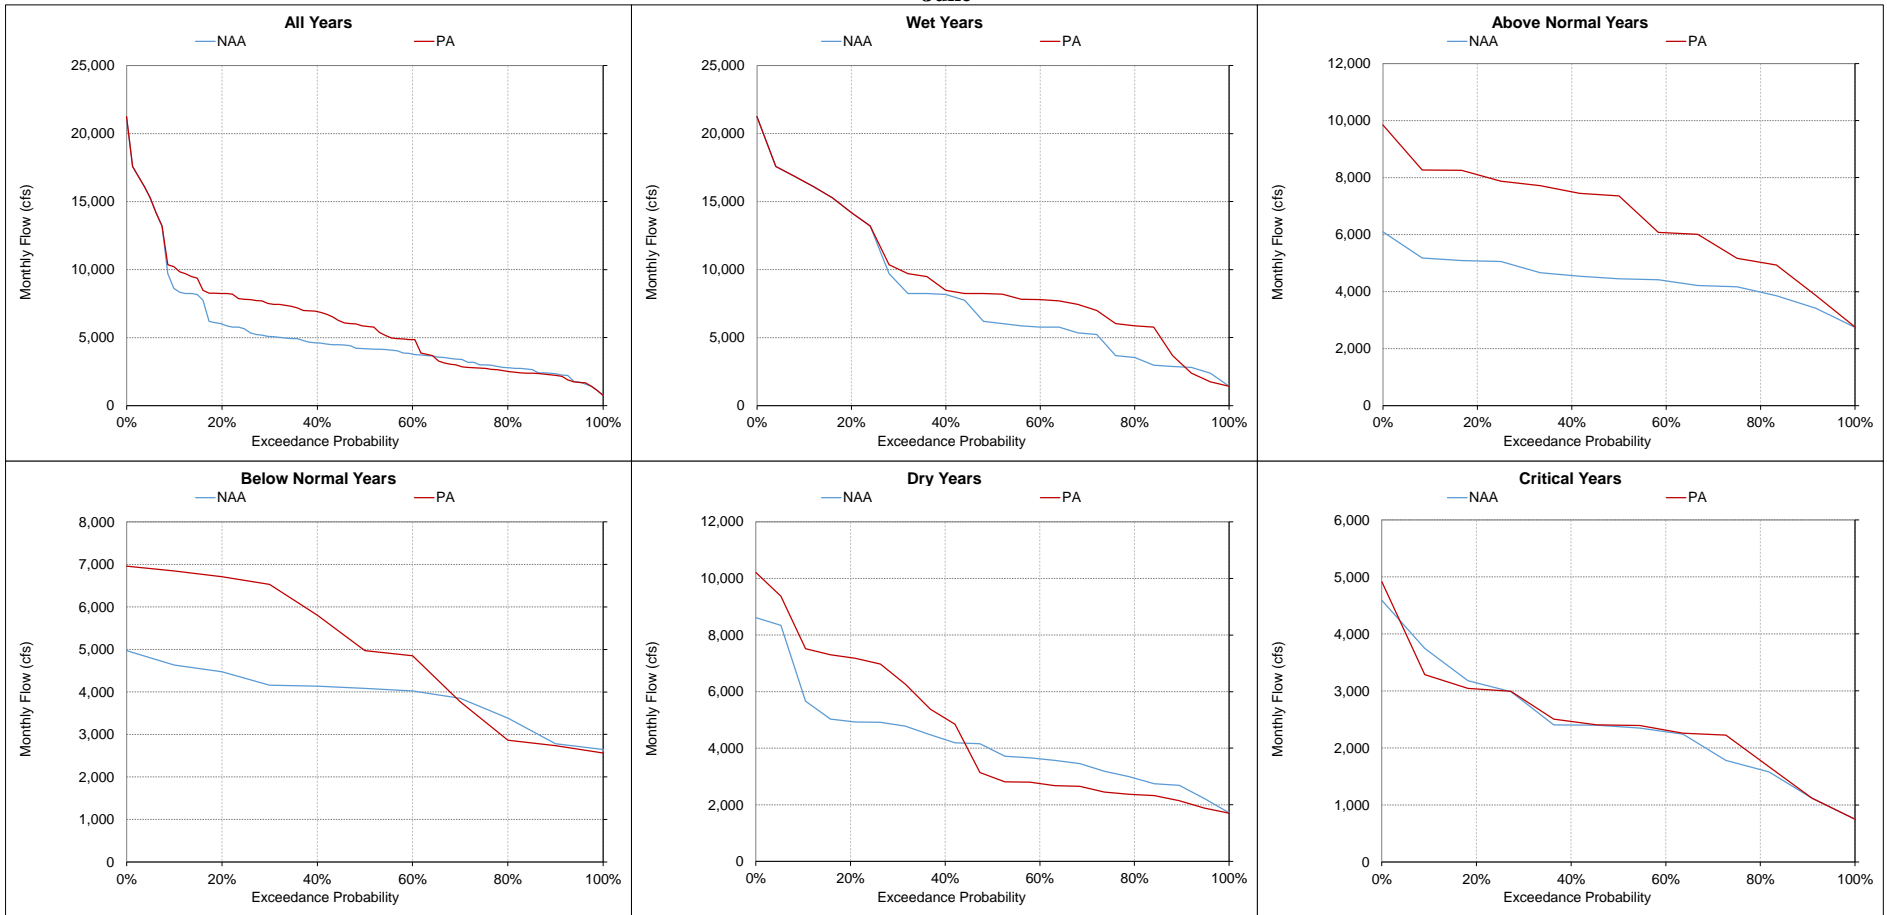 All Years
NAA PA
25,000
20,000
15,000
10,000
5,000
0
Monthly Flow (cfs)
0% 20% 40% 60% 80% 100%
Exceedance Probability
Wet Years
NAA PA
25,000
20,000
15,000
10,000
5,000
0
Monthly Flow (cfs)
0% 20% 40% 60% 80% 100%
Exceedance Probability
Above Normal Years
NAA PA
12,000
10,000
8,000
6,000
4,000
2,000
0
Monthly Flow (cfs)
0% 20% 40% 60% 80% 100%
Exceedance Probability
Below Normal Years
NAA PA
8,000
7,000
6,000
5,000
4,000
3,000
2,000
1,000
0
Monthly Flow (cfs)
0% 20% 40% 60% 80% 100%
Exceedance Probability
Dry Years
NAA PA
12,000
10,000
8,000
6,000
4,000
2,000
0
Monthly Flow (cfs)
0% 20% 40% 60% 80% 100%
Exceedance Probability
Critical Years
NAA PA
6,000
5,000
4,000
3,000
2,000
1,000
0
Monthly Flow (cfs)
0% 20% 40% 60% 80% 100%
Exceedance Probability